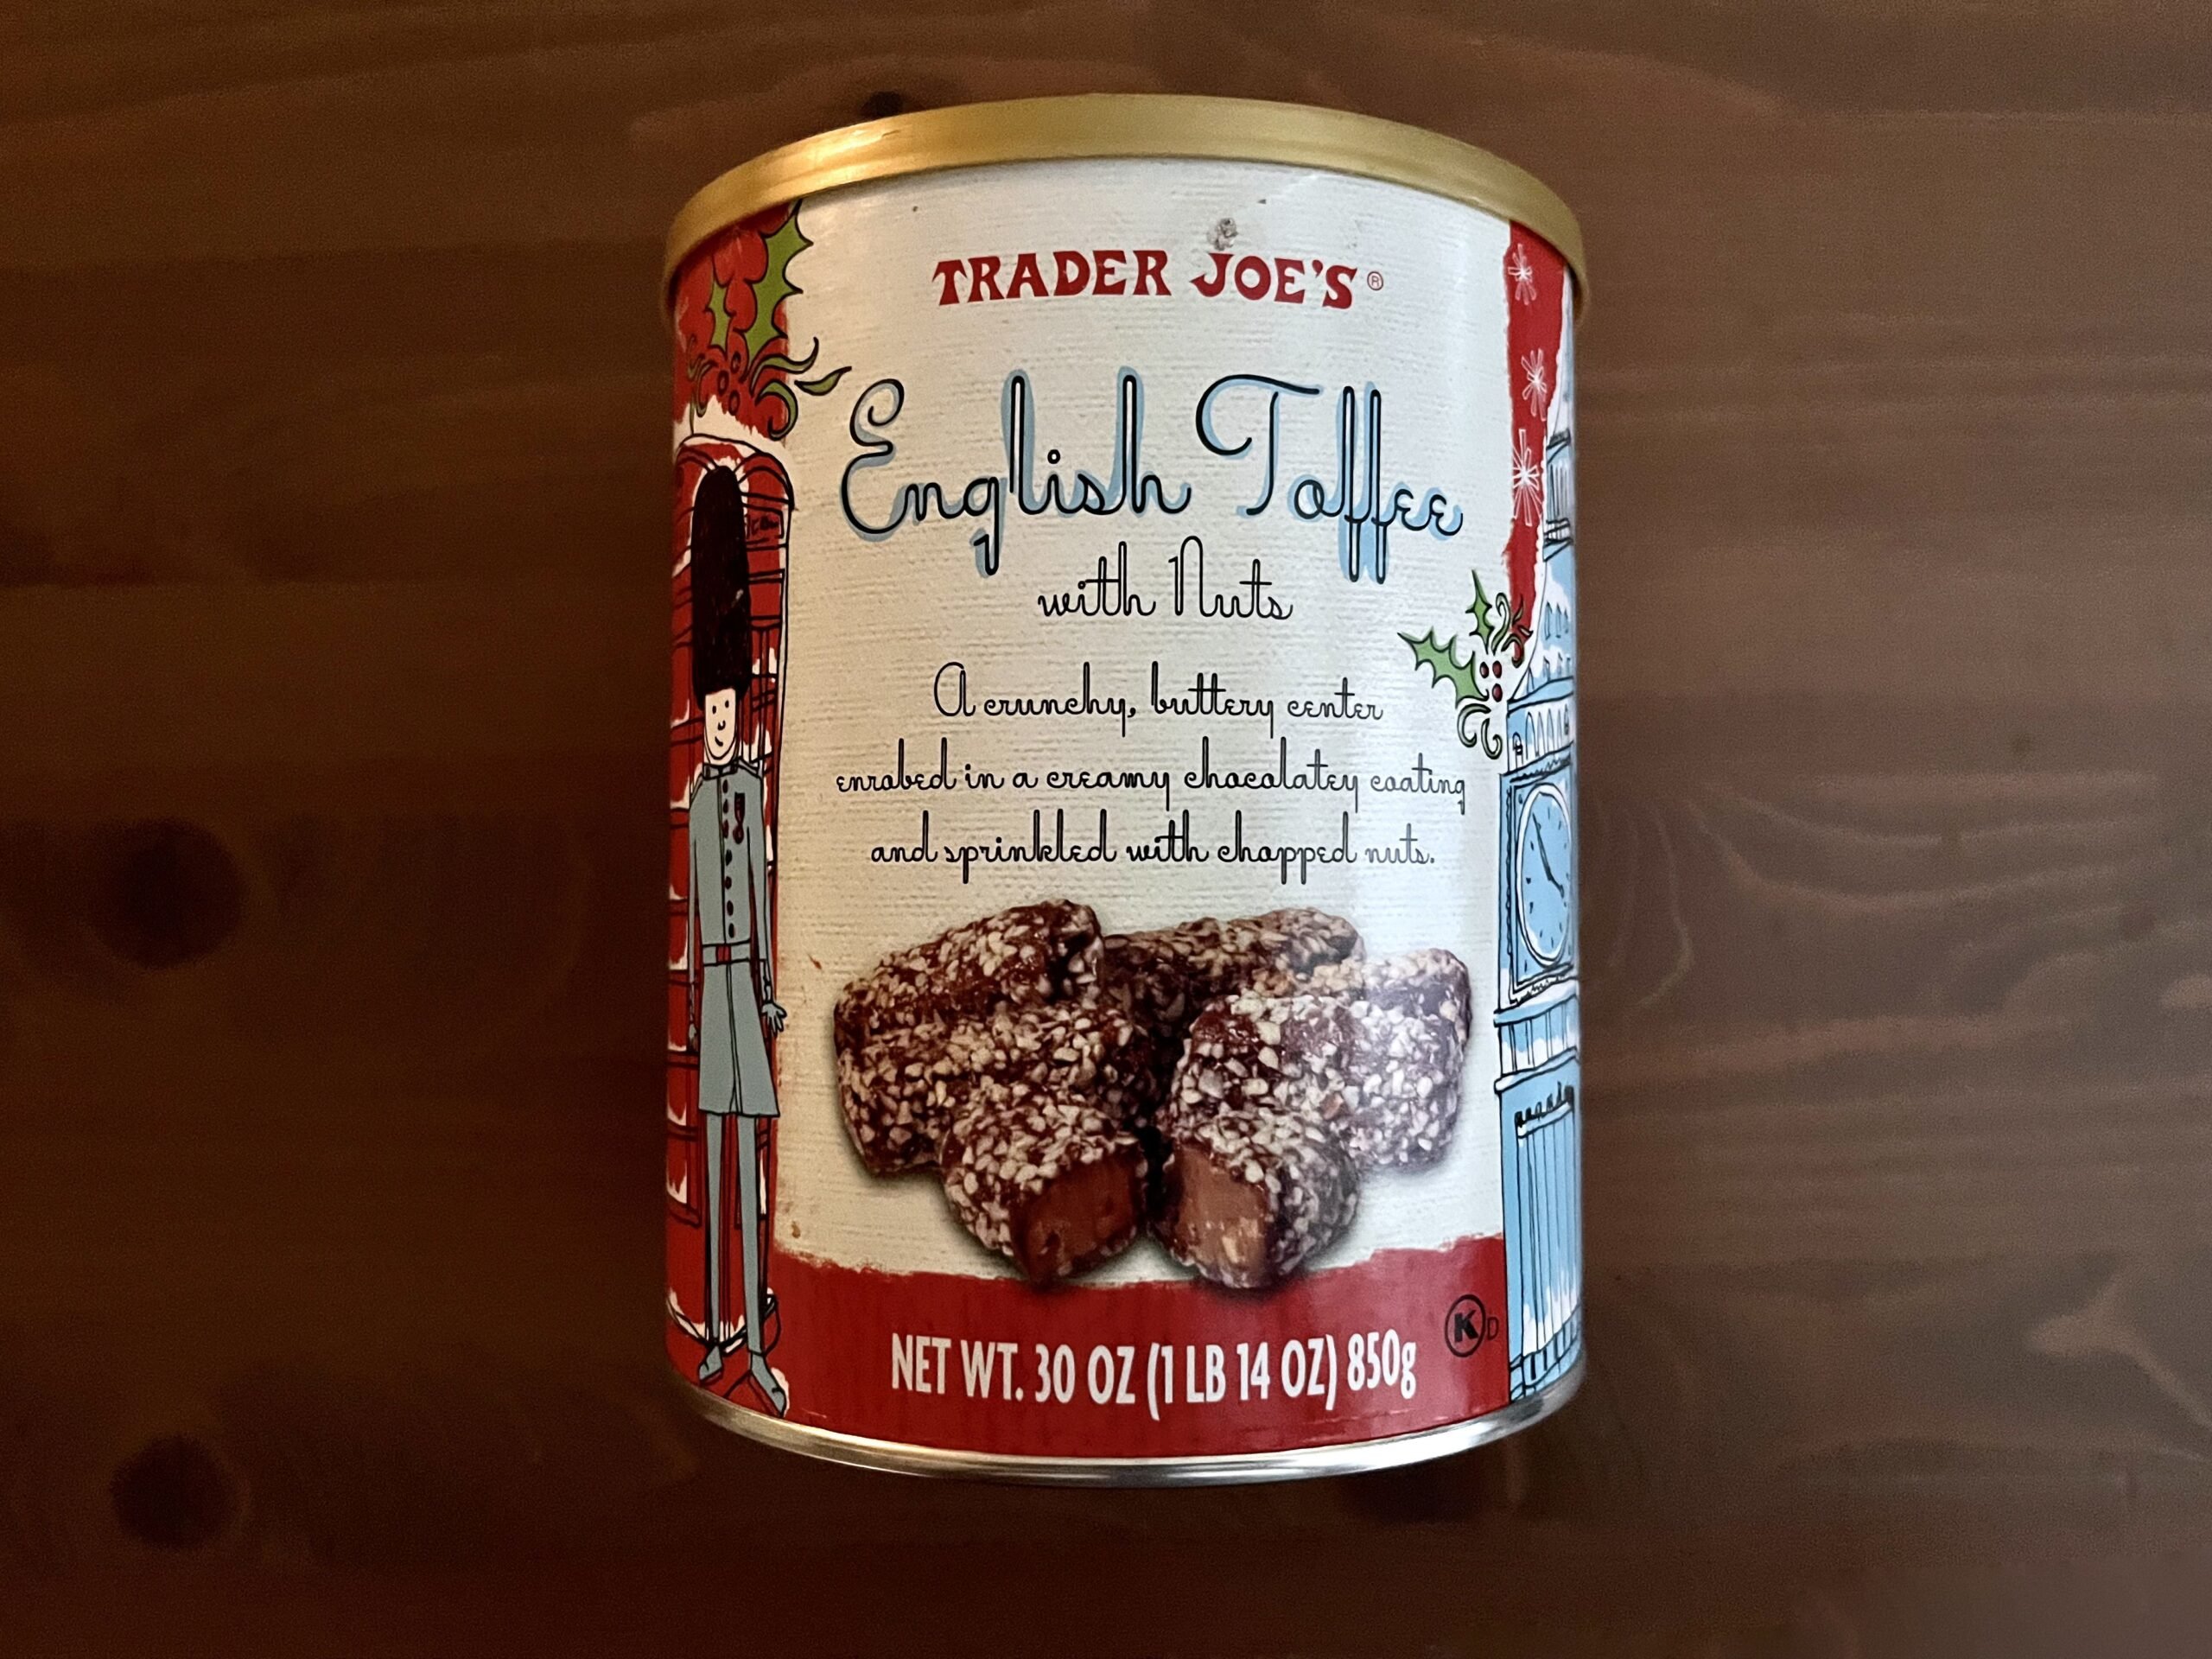 TRADER JOE'S®
English Toffee
with Nuts
A crunchy, buttery center
enrobed in a creamy chocolatey coating
and sprinkled with chopped nuts.
NET WT. 30 OZ (1 LB 14 OZ) 850g
K D